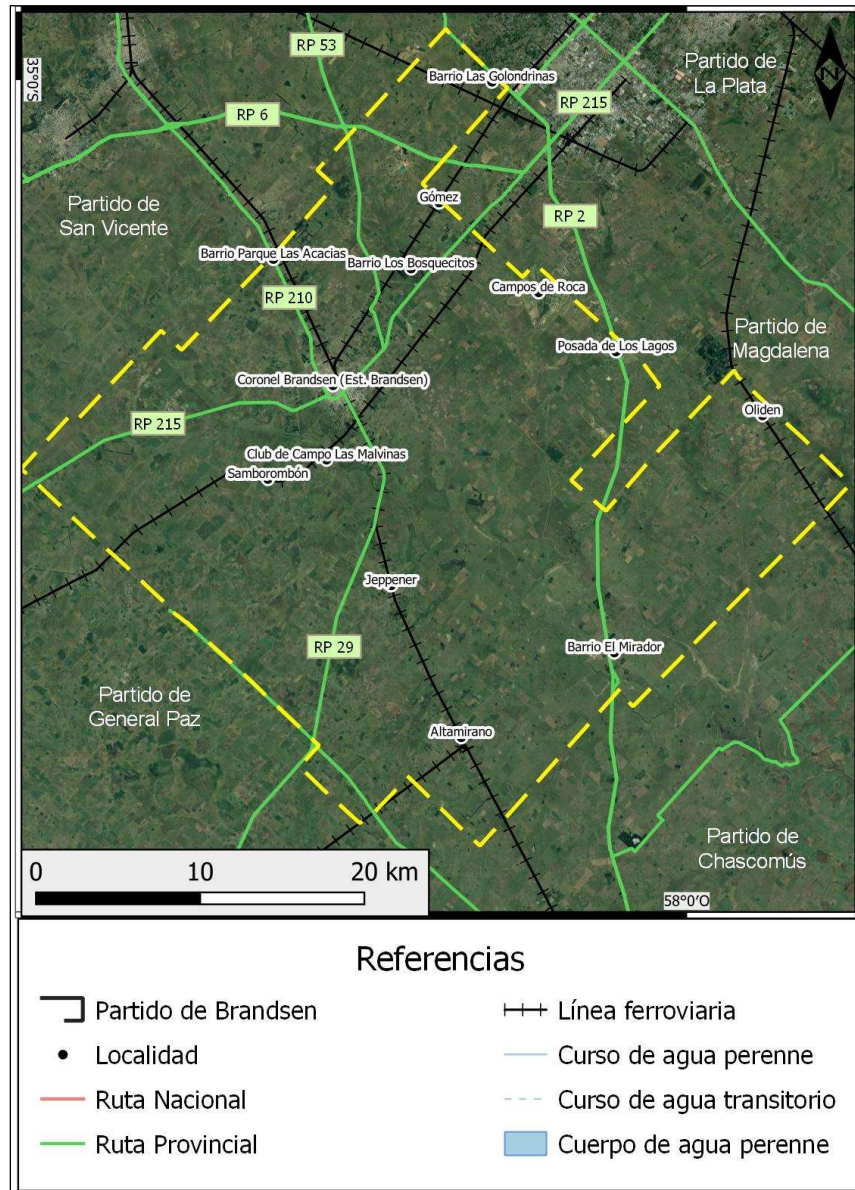 RP 53
35°0'S
Barrio Las Golondrinas
Partido de
La Plata
N
RP 215
RP 6
Gómez
Partido de
San Vicente
RP 2
Barrio Parque Las Acacias
Barrio Los Bosquecitos
RP 210
Campos de Roca
Partido de
Magdalena
Posada de Los Lagos
Coronel Brandsen (Est. Brandsen)
Oliden
RP 215
Club de Campo Las Malvinas
Samborombón
Jeppener
RP 29
Barrio El Mirador
Partido de
General Paz
Altamirano
Partido de
Chascomús
0 10 20 km
58°0'O
Referencias
Partido de Brandsen
Línea ferroviaria
Localidad
Curso de agua perenne
Ruta Nacional
Curso de agua transitorio
Ruta Provincial
Cuerpo de agua perenne